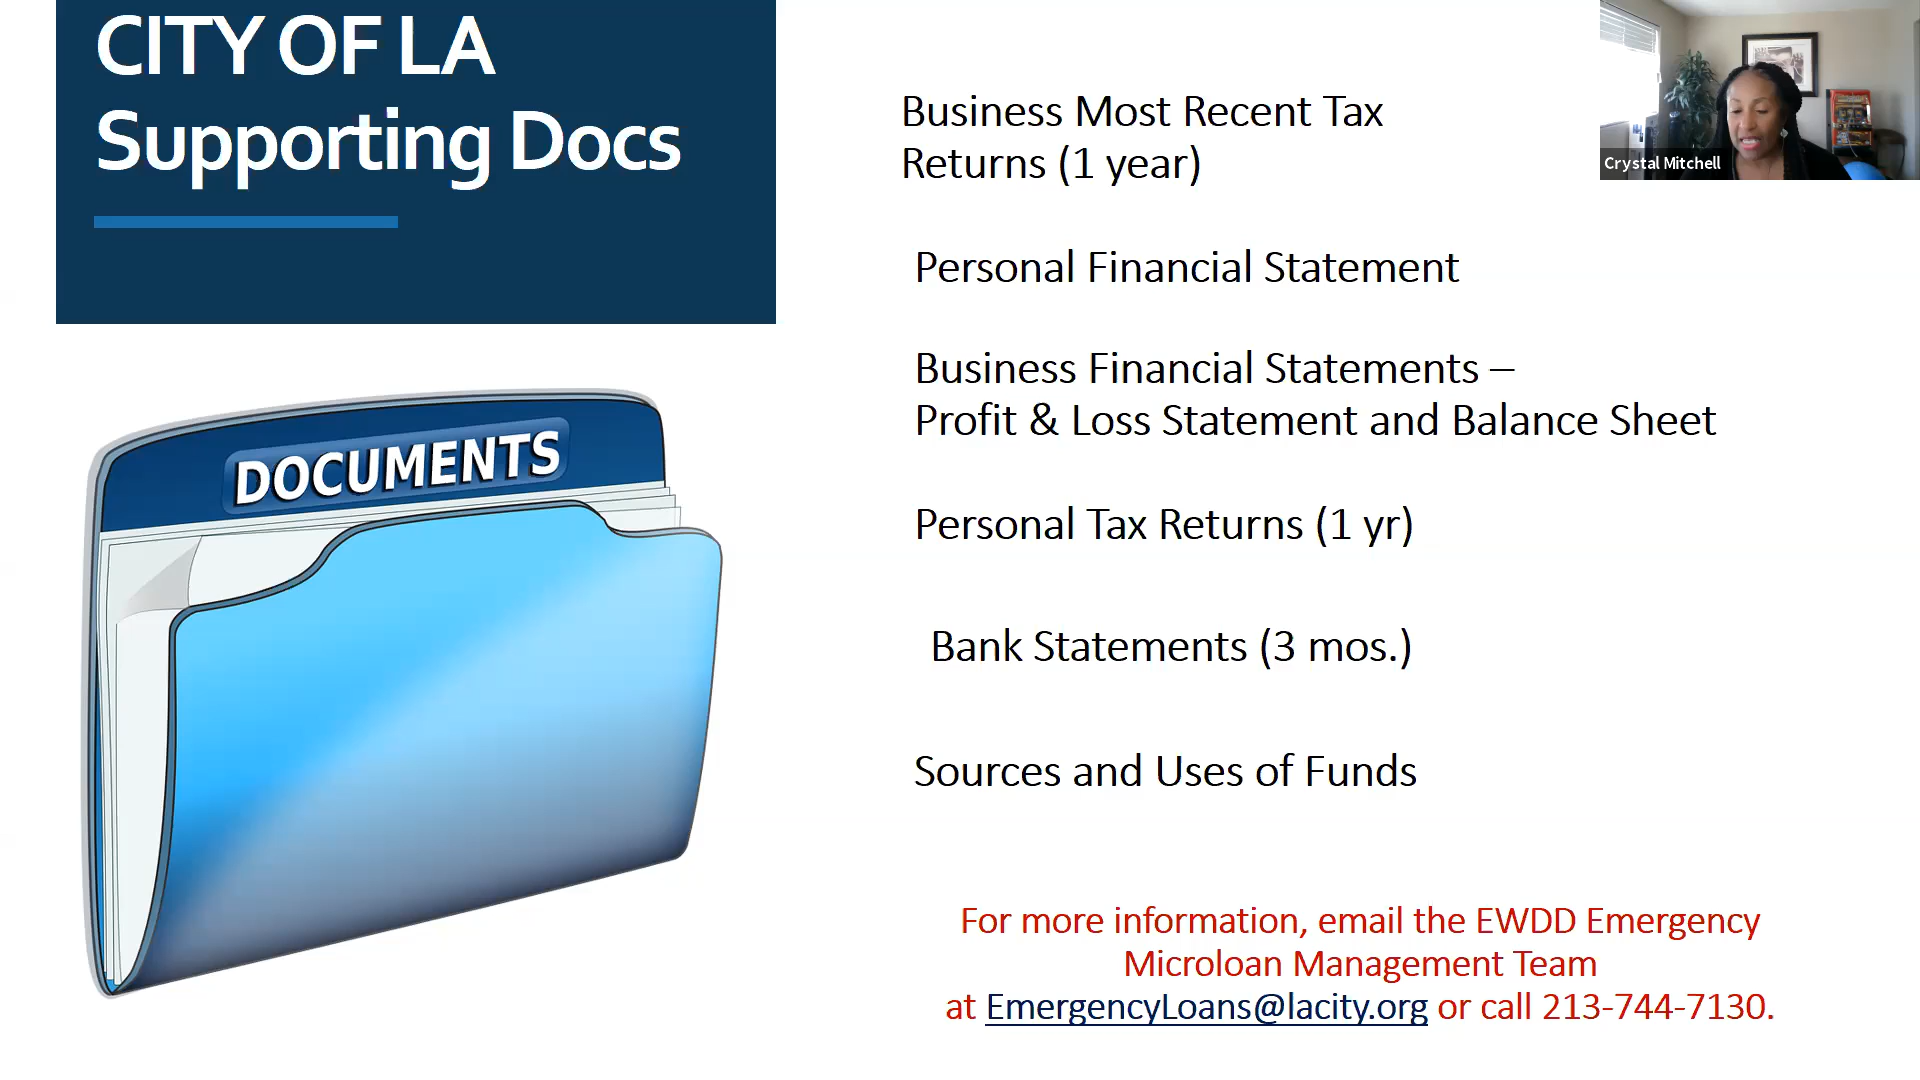 CITY OF LA
Supporting Docs
DOCUMENTS
Business Most Recent Tax
Returns (1 year)
Personal Financial Statement
Business Financial Statements –
Profit & Loss Statement and Balance Sheet
Personal Tax Returns (1 yr)
Bank Statements (3 mos.)
Sources and Uses of Funds
For more information, email the EWDD Emergency
Microloan Management Team
at EmergencyLoans@lacity.org or call 213-744-7130.
Crystal Mitchell